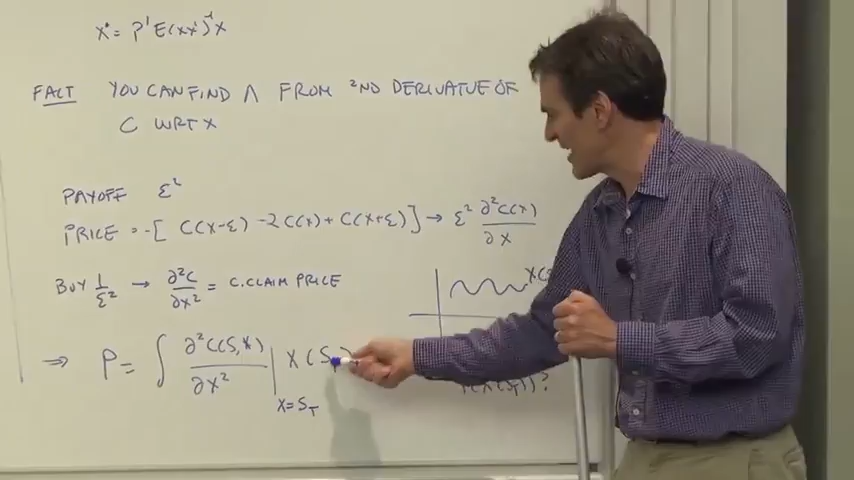 X* = P' E(XX')⁻¹ X
FACT YOU CAN FIND Λ FROM 2ND DERIVATIVE OF
C WRT X
PAYOFF ε²
PRICE = -[ C(X-ε) -2C(X) + C(X+ε)] → ε² ∂²C(X)/∂X
BUY 1/ε² → ∂²C/∂X² = C.CLAIM PRICE
X(
⇒ P = ∫ ∂²C(S,X)/∂X² | X=S_T X(S
(X(S_T))?